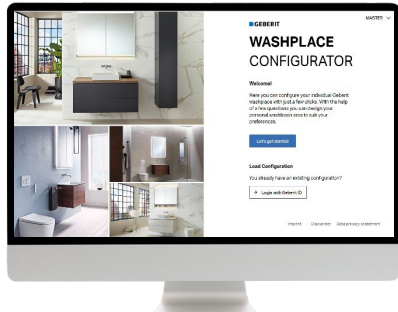 MASTER
GEBERIT
WASHPLACE
CONFIGURATOR
Welcome!
Here you can configure your individual Geberit
washplace with just a few clicks. With the help
of a few questions you can design your
personal washbasin area to suit your
preferences.
Let's get started
Load Configuration
You already have an existing configuration?
→ Login with Geberit ID
Imprint Disclaimer Data privacy statement